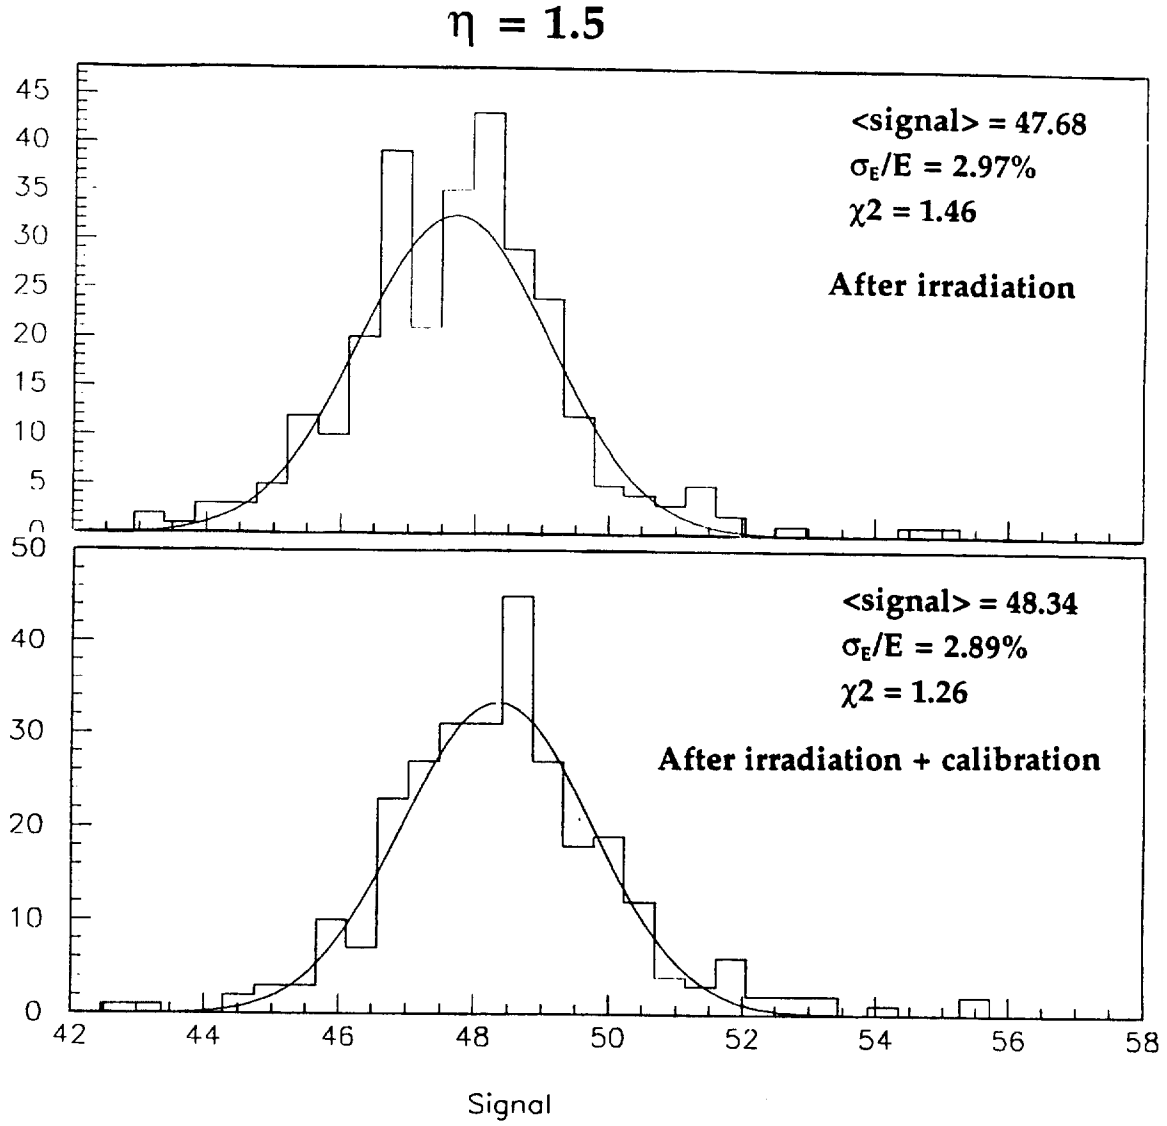 η = 1.5
45
40
35
30
25
20
15
10
5
0
<signal> = 47.68
σE/E = 2.97%
χ2 = 1.46
After irradiation
50
40
30
20
10
0
<signal> = 48.34
σE/E = 2.89%
χ2 = 1.26
After irradiation + calibration
42 44 46 48 50 52 54 56 58
Signal